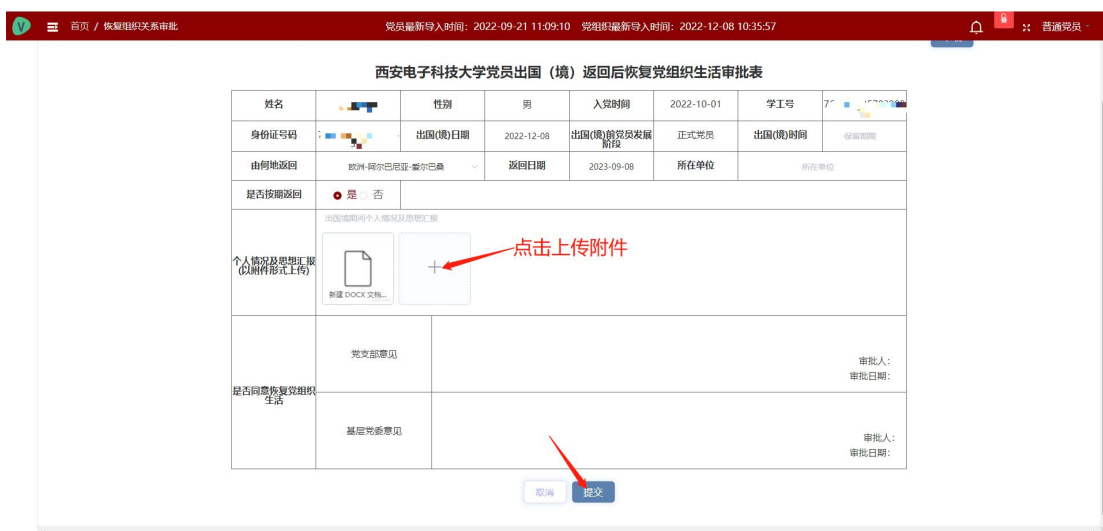 首页 / 恢复组织关系审批 党员最新导入时间：2022-09-21 11:09:10 党组织最新导入时间：2022-12-08 10:35:57 普通党员
西安电子科技大学党员出国（境）返回后恢复党组织生活审批表
姓名 性别 男 入党时间 2022-10-01 学工号
身份证号码 出国(境)日期 2022-12-08 出国(境)前党员发展阶段 正式党员 出国(境)时间 保留期限
由何地返回 欧洲-阿尔巴尼亚-爱尔巴桑 返回日期 2023-09-08 所在单位 所在单位
是否按期返回 是 否
个人情况及思想汇报(以附件形式上传) 出国境期间个人情况及思想汇报
点击上传附件
新建 DOCX 文档...
是否同意恢复党组织生活
党支部意见
审批人：
审批日期：
基层党委意见
审批人：
审批日期：
取消 提交